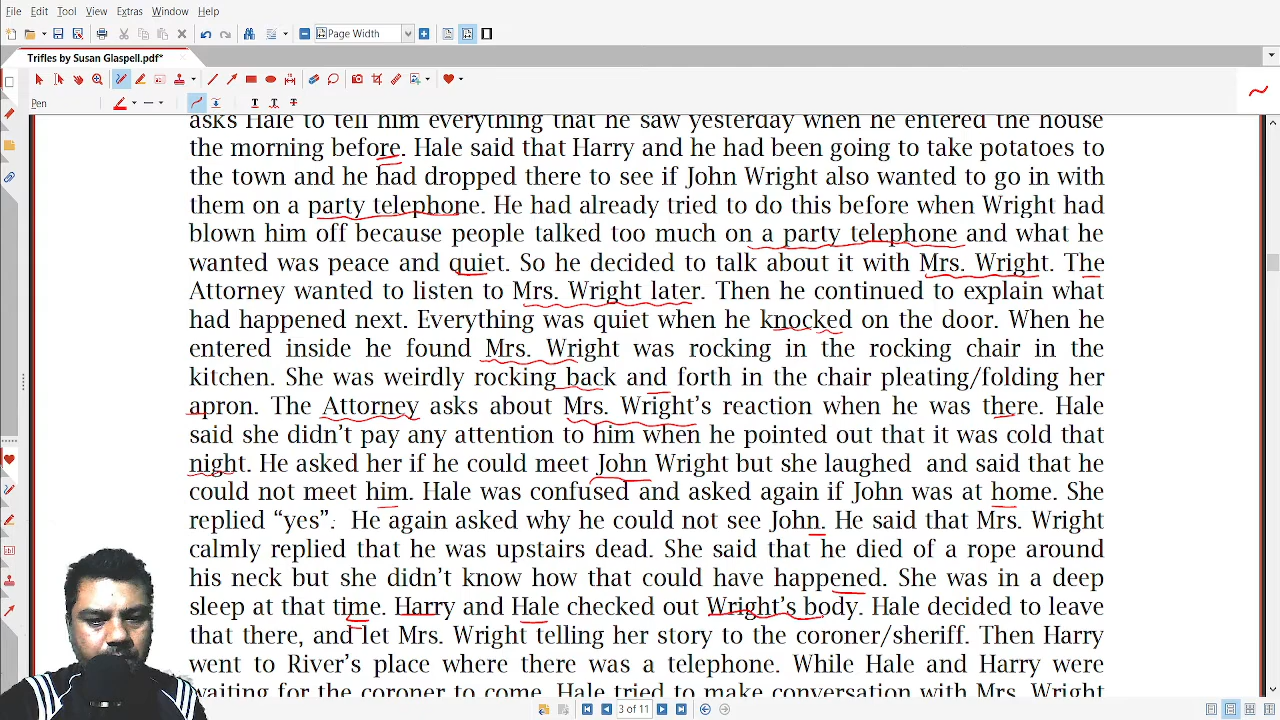 File Edit Tool View Extras Window Help
Page Width
Trifles by Susan Glaspell.pdf*
Pen
T T T
asks Hale to tell him everything that he saw yesterday when he entered the house
the morning before. Hale said that Harry and he had been going to take potatoes to
the town and he had dropped there to see if John Wright also wanted to go in with
them on a party telephone. He had already tried to do this before when Wright had
blown him off because people talked too much on a party telephone and what he
wanted was peace and quiet. So he decided to talk about it with Mrs. Wright. The
Attorney wanted to listen to Mrs. Wright later. Then he continued to explain what
had happened next. Everything was quiet when he knocked on the door. When he
entered inside he found Mrs. Wright was rocking in the rocking chair in the
kitchen. She was weirdly rocking back and forth in the chair pleating/folding her
apron. The Attorney asks about Mrs. Wright's reaction when he was there. Hale
said she didn't pay any attention to him when he pointed out that it was cold that
night. He asked her if he could meet John Wright but she laughed and said that he
could not meet him. Hale was confused and asked again if John was at home. She
replied “yes”. He again asked why he could not see John. He said that Mrs. Wright
calmly replied that he was upstairs dead. She said that he died of a rope around
his neck but she didn't know how that could have happened. She was in a deep
sleep at that time. Harry and Hale checked out Wright's body. Hale decided to leave
that there, and let Mrs. Wright telling her story to the coroner/sheriff. Then Harry
went to River's place where there was a telephone. While Hale and Harry were
waiting for the coroner to come, Hale tried to make conversation with Mrs. Wright
3 of 11